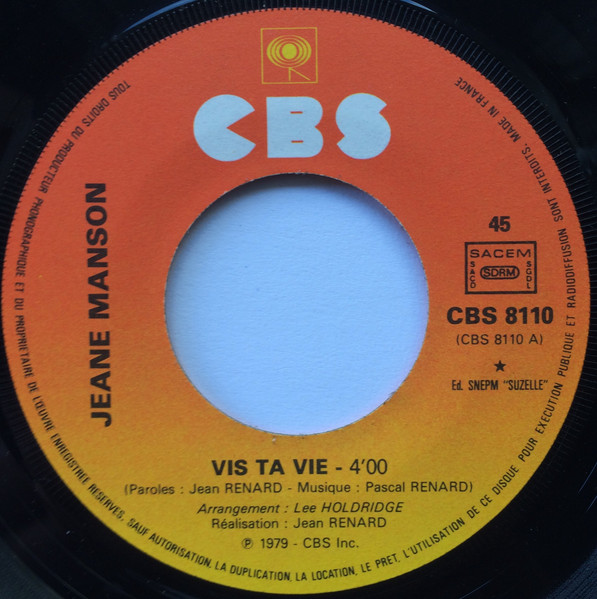 CBS
JEANE MANSON
45
SACEM
SACD
SDRM
SGDL
CBS 8110
(CBS 8110 A)
★
Ed. SNEPM "SUZELLE"
VIS TA VIE - 4'00
(Paroles : Jean RENARD - Musique : Pascal RENARD)
Arrangement : Lee HOLDRIDGE
Réalisation : Jean RENARD
℗ 1979 - CBS Inc.
TOUS DROITS DU PRODUCTEUR PHONOGRAPHIQUE ET DU PROPRIETAIRE DE L'ŒUVRE ENREGISTREE RESERVES, SAUF AUTORISATION, LA DUPLICATION, LA LOCATION, LE PRET, L'UTILISATION DE CE DISQUE POUR EXECUTION PUBLIQUE ET RADIODIFFUSION SONT INTERDITS. MADE IN FRANCE